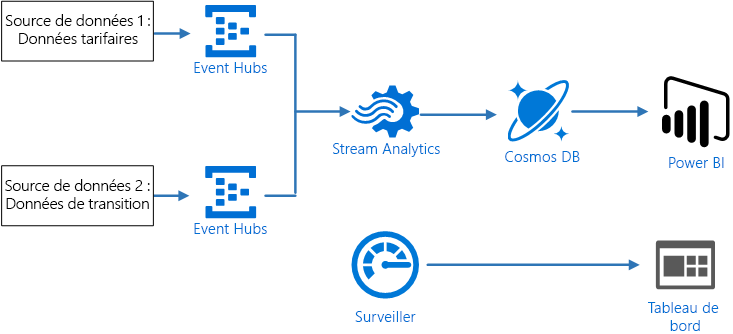 Source de données 1 :
Données tarifaires
Event Hubs
Stream Analytics
Cosmos DB
Power BI
Source de données 2 :
Données de transition
Event Hubs
Surveiller
Tableau de
bord